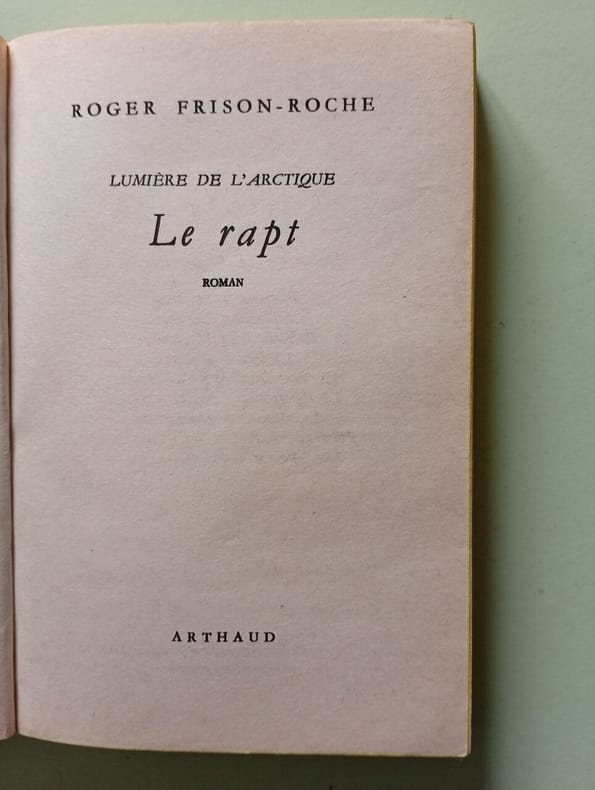 ROGER FRISON-ROCHE
LUMIÈRE DE L'ARCTIQUE
Le rapt
ROMAN
ARTHAUD